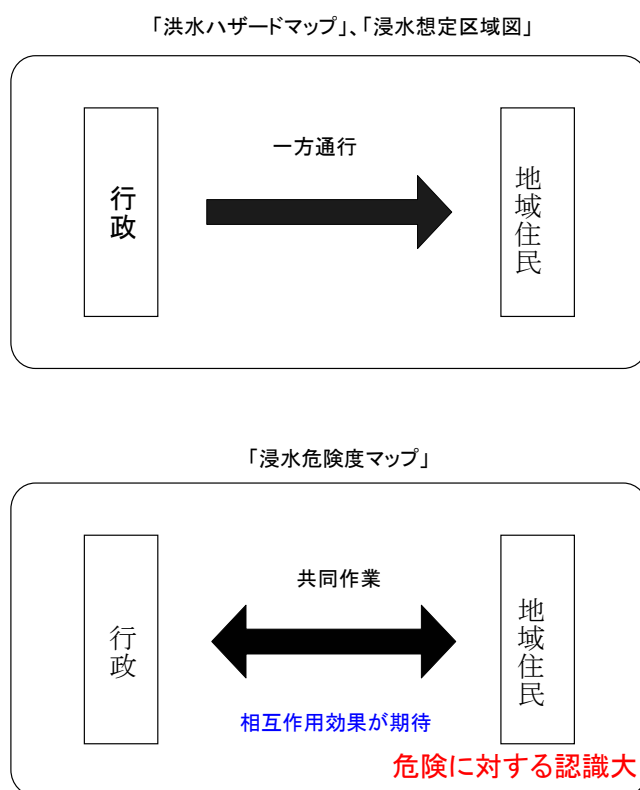 「洪水ハザードマップ」、「浸水想定区域図」
一方通行
行政
地域住民
「浸水危険度マップ」
共同作業
行政
地域住民
相互作用効果が期待
危険に対する認識大